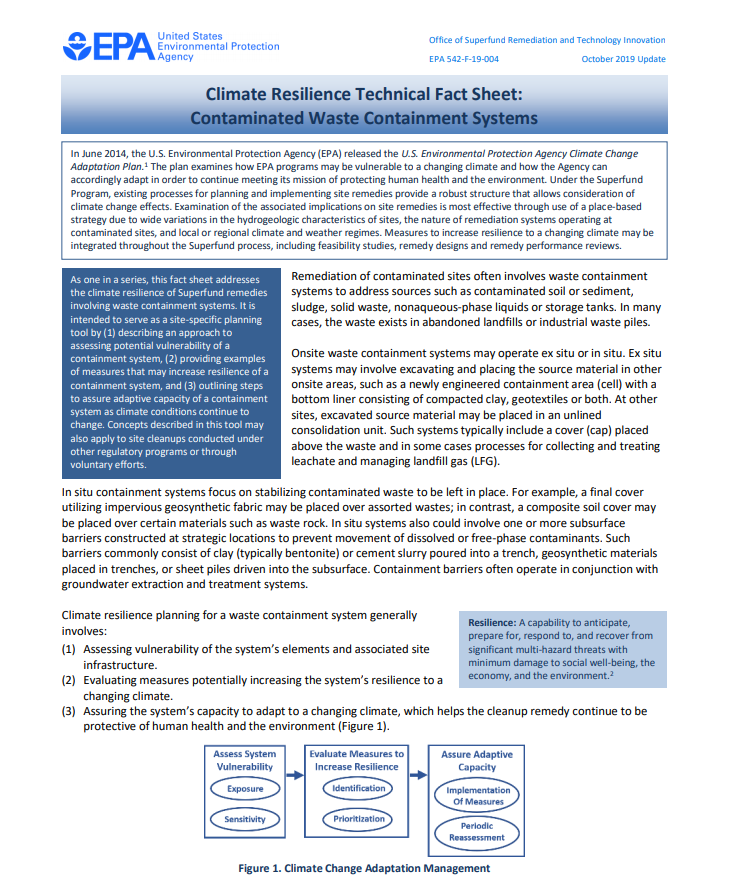 EPA
United States
Environmental Protection
Agency
Office of Superfund Remediation and Technology Innovation
EPA 542-F-19-004 October 2019 Update
Climate Resilience Technical Fact Sheet:
Contaminated Waste Containment Systems
In June 2014, the U.S. Environmental Protection Agency (EPA) released the U.S. Environmental Protection Agency Climate Change
Adaptation Plan.¹ The plan examines how EPA programs may be vulnerable to a changing climate and how the Agency can
accordingly adapt in order to continue meeting its mission of protecting human health and the environment. Under the Superfund
Program, existing processes for planning and implementing site remedies provide a robust structure that allows consideration of
climate change effects. Examination of the associated implications on site remedies is most effective through use of a place-based
strategy due to wide variations in the hydrogeologic characteristics of sites, the nature of remediation systems operating at
contaminated sites, and local or regional climate and weather regimes. Measures to increase resilience to a changing climate may be
integrated throughout the Superfund process, including feasibility studies, remedy designs and remedy performance reviews.
As one in a series, this fact sheet addresses
the climate resilience of Superfund remedies
involving waste containment systems. It is
intended to serve as a site-specific planning
tool by (1) describing an approach to
assessing potential vulnerability of a
containment system, (2) providing examples
of measures that may increase resilience of a
containment system, and (3) outlining steps
to assure adaptive capacity of a containment
system as climate conditions continue to
change. Concepts described in this tool may
also apply to site cleanups conducted under
other regulatory programs or through
voluntary efforts.
Remediation of contaminated sites often involves waste containment
systems to address sources such as contaminated soil or sediment,
sludge, solid waste, nonaqueous-phase liquids or storage tanks. In many
cases, the waste exists in abandoned landfills or industrial waste piles.
Onsite waste containment systems may operate ex situ or in situ. Ex situ
systems may involve excavating and placing the source material in other
onsite areas, such as a newly engineered containment area (cell) with a
bottom liner consisting of compacted clay, geotextiles or both. At other
sites, excavated source material may be placed in an unlined
consolidation unit. Such systems typically include a cover (cap) placed
above the waste and in some cases processes for collecting and treating
leachate and managing landfill gas (LFG).
In situ containment systems focus on stabilizing contaminated waste to be left in place. For example, a final cover
utilizing impervious geosynthetic fabric may be placed over assorted wastes; in contrast, a composite soil cover may
be placed over certain materials such as waste rock. In situ systems also could involve one or more subsurface
barriers constructed at strategic locations to prevent movement of dissolved or free-phase contaminants. Such
barriers commonly consist of clay (typically bentonite) or cement slurry poured into a trench, geosynthetic materials
placed in trenches, or sheet piles driven into the subsurface. Containment barriers often operate in conjunction with
groundwater extraction and treatment systems.
Climate resilience planning for a waste containment system generally
involves:
(1) Assessing vulnerability of the system's elements and associated site
infrastructure.
(2) Evaluating measures potentially increasing the system's resilience to a
changing climate.
(3) Assuring the system's capacity to adapt to a changing climate, which helps the cleanup remedy continue to be
protective of human health and the environment (Figure 1).
Resilience: A capability to anticipate,
prepare for, respond to, and recover from
significant multi-hazard threats with
minimum damage to social well-being, the
economy, and the environment.²
Assess System
Vulnerability
Exposure
Sensitivity
Evaluate Measures to
Increase Resilience
Identification
Prioritization
Assure Adaptive
Capacity
Implementation
Of Measures
Periodic
Reassessment
Figure 1. Climate Change Adaptation Management